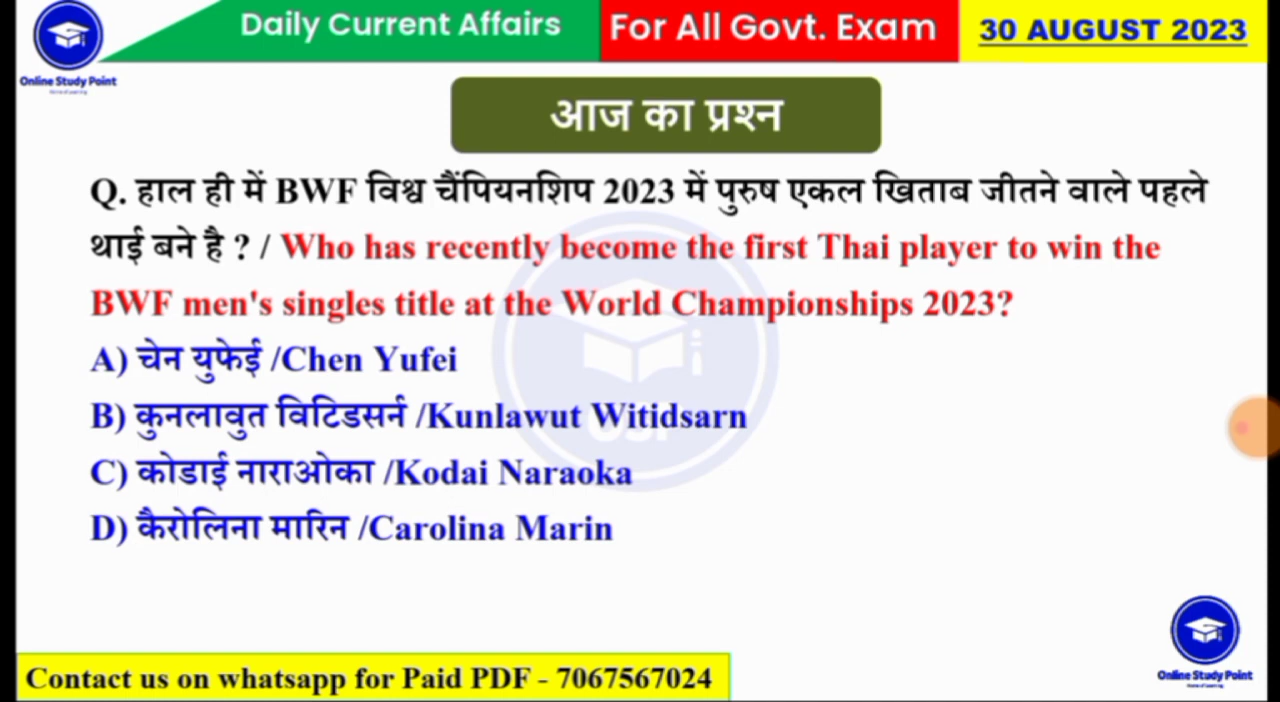 Daily Current Affairs
For All Govt. Exam
30 AUGUST 2023
Online Study Point
आज का प्रश्न
Q. हाल ही में BWF विश्व चैंपियनशिप 2023 में पुरुष एकल खिताब जीतने वाले पहले
थाई बने है ? / Who has recently become the first Thai player to win the
BWF men's singles title at the World Championships 2023?
A) चेन युफेई /Chen Yufei
B) कुनलावुत विटिडसर्न /Kunlawut Witidsarn
C) कोडाई नाराओका /Kodai Naraoka
D) कैरोलिना मारिन /Carolina Marin
OSP
Online Study Point
Contact us on whatsapp for Paid PDF - 7067567024